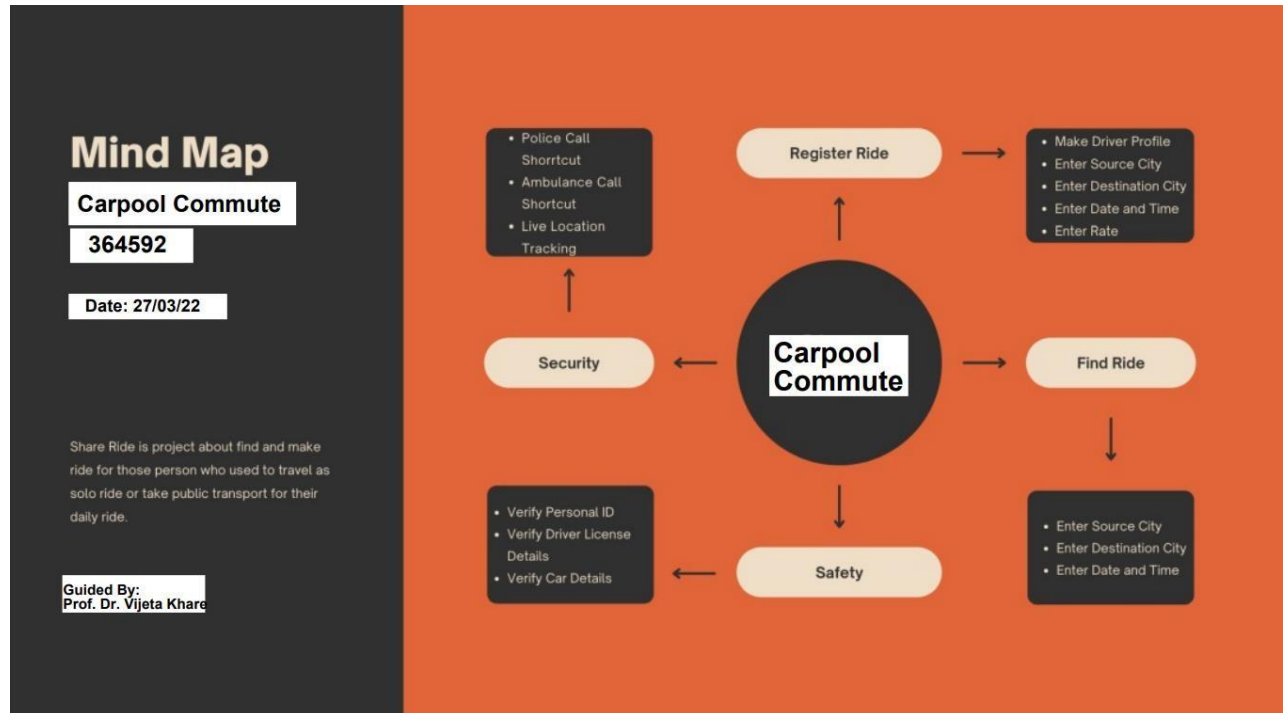 Mind Map
Carpool Commute
364592
Date: 27/03/22
Share Ride is project about find and make
ride for those person who used to travel as
solo ride or take public transport for their
daily ride.
Guided By:
Prof. Dr. Vijeta Khare
• Police Call
Shorrtcut
• Ambulance Call
Shortcut
• Live Location
Tracking
Register Ride
• Make Driver Profile
• Enter Source City
• Enter Destination City
• Enter Date and Time
• Enter Rate
Security
Carpool
Commute
Find Ride
• Verify Personal ID
• Verify Driver License
Details
• Verify Car Details
Safety
• Enter Source City
• Enter Destination City
• Enter Date and Time